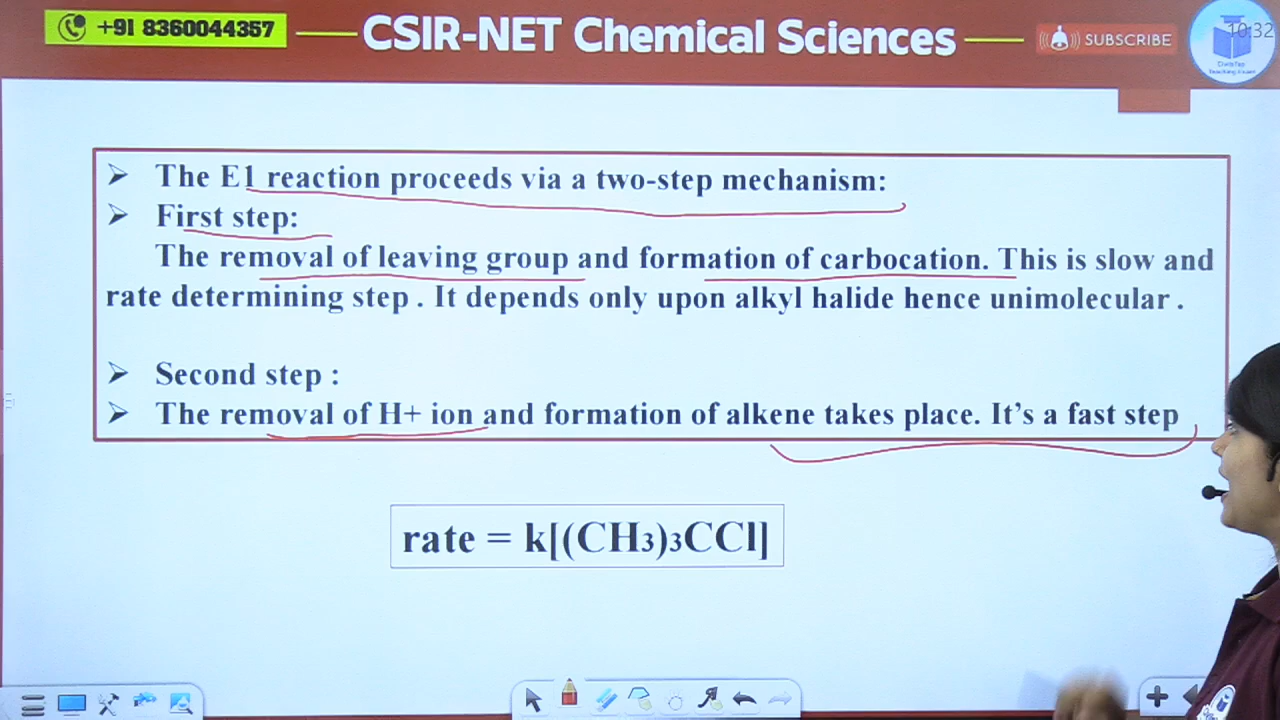 +91 8360044357
CSIR-NET Chemical Sciences
SUBSCRIBE
10:32
The E1 reaction proceeds via a two-step mechanism:
First step:
The removal of leaving group and formation of carbocation. This is slow and
rate determining step . It depends only upon alkyl halide hence unimolecular .
Second step :
The removal of H+ ion and formation of alkene takes place. It’s a fast step
rate = k[(CH₃)₃CCl]